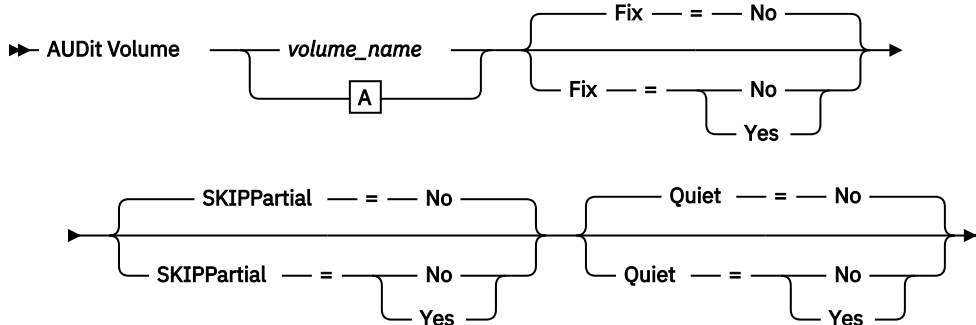 Fix = No
AUDit Volume volume_name
A
Fix = No
Yes
SKIPPartial = No Quiet = No
SKIPPartial = No Quiet = No
Yes Yes